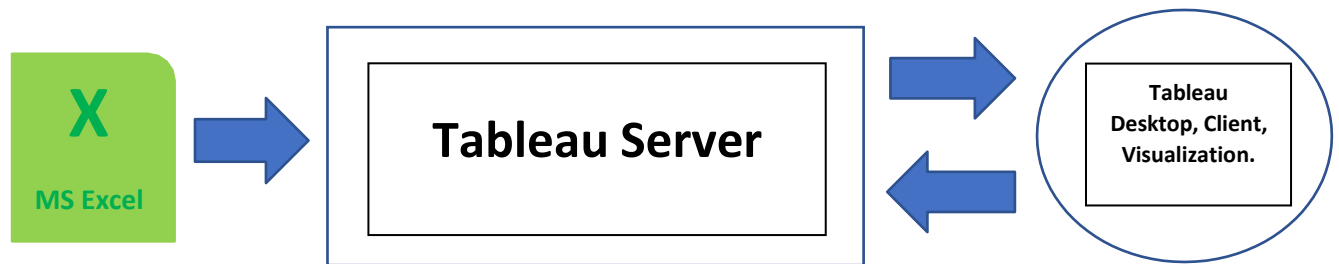 X
MS Excel
Tableau Server
Tableau
Desktop, Client,
Visualization.